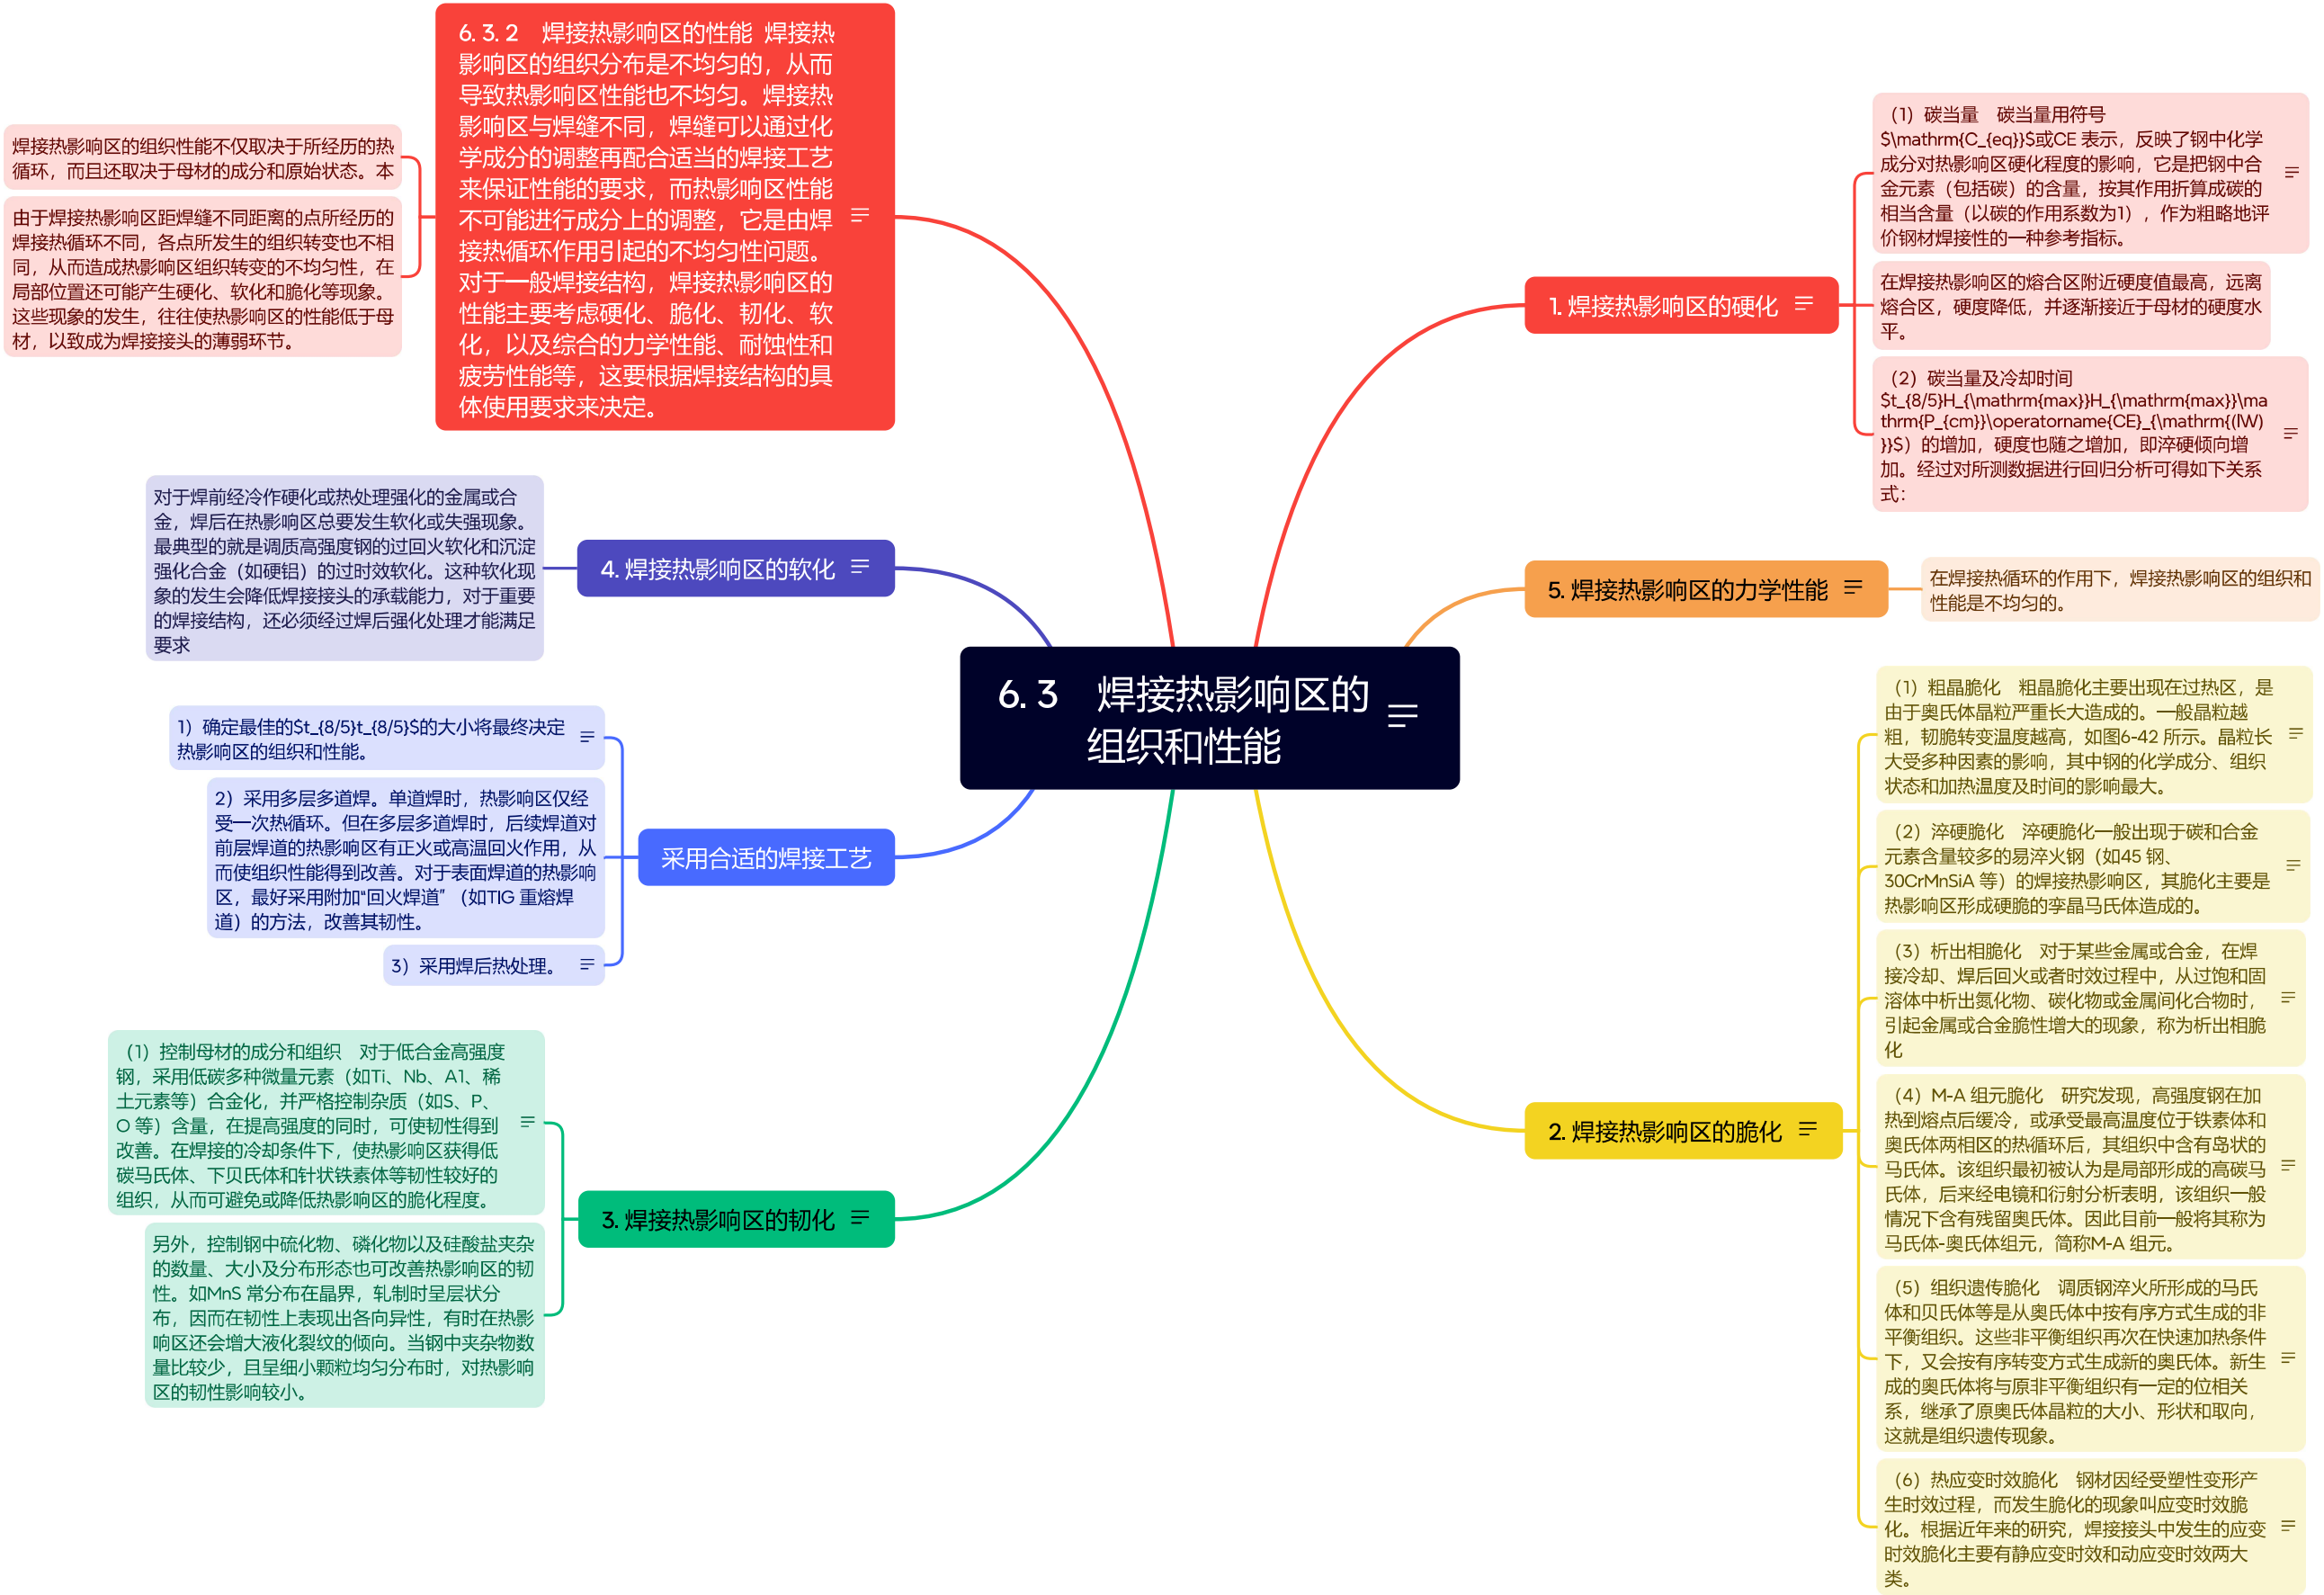 6. 3　焊接热影响区的
组织和性能
1. 焊接热影响区的硬化
（1）碳当量　碳当量用符号
$\mathrm{C_{eq}}$或CE 表示，反映了钢中化学
成分对热影响区硬化程度的影响，它是把钢中合
金元素（包括碳）的含量，按其作用折算成碳的
相当含量（以碳的作用系数为1），作为粗略地评
价钢材焊接性的一种参考指标。
在焊接热影响区的熔合区附近硬度值最高，远离
熔合区，硬度降低，并逐渐接近于母材的硬度水
平。
（2）碳当量及冷却时间
$t_{8/5}H_{\mathrm{max}}H_{\mathrm{max}}\ma
thrm{P_{cm}}\operatorname{CE}_{\mathrm{(IW)
}}$）的增加，硬度也随之增加，即淬硬倾向增
加。经过对所测数据进行回归分析可得如下关系
式：
5. 焊接热影响区的力学性能
在焊接热循环的作用下，焊接热影响区的组织和
性能是不均匀的。
2. 焊接热影响区的脆化
（1）粗晶脆化　粗晶脆化主要出现在过热区，是
由于奥氏体晶粒严重长大造成的。一般晶粒越
粗，韧脆转变温度越高，如图6-42 所示。晶粒长
大受多种因素的影响，其中钢的化学成分、组织
状态和加热温度及时间的影响最大。
（2）淬硬脆化　淬硬脆化一般出现于碳和合金
元素含量较多的易淬火钢（如45 钢、
30CrMnSiA 等）的焊接热影响区，其脆化主要是
热影响区形成硬脆的孪晶马氏体造成的。
（3）析出相脆化　对于某些金属或合金，在焊
接冷却、焊后回火或者时效过程中，从过饱和固
溶体中析出氮化物、碳化物或金属间化合物时，
引起金属或合金脆性增大的现象，称为析出相脆
化
（4）M-A 组元脆化　研究发现，高强度钢在加
热到熔点后缓冷，或承受最高温度位于铁素体和
奥氏体两相区的热循环后，其组织中含有岛状的
马氏体。该组织最初被认为是局部形成的高碳马
氏体，后来经电镜和衍射分析表明，该组织一般
情况下含有残留奥氏体。因此目前一般将其称为
马氏体-奥氏体组元，简称M-A 组元。
（5）组织遗传脆化　调质钢淬火所形成的马氏
体和贝氏体等是从奥氏体中按有序方式生成的非
平衡组织。这些非平衡组织再次在快速加热条件
下，又会按有序转变方式生成新的奥氏体。新生
成的奥氏体将与原非平衡组织有一定的位相关
系，继承了原奥氏体晶粒的大小、形状和取向，
这就是组织遗传现象。
（6）热应变时效脆化　钢材因经受塑性变形产
生时效过程，而发生脆化的现象叫应变时效脆
化。根据近年来的研究，焊接接头中发生的应变
时效脆化主要有静应变时效和动应变时效两大
类。
6. 3. 2　焊接热影响区的性能 焊接热
影响区的组织分布是不均匀的，从而
导致热影响区性能也不均匀。焊接热
影响区与焊缝不同，焊缝可以通过化
学成分的调整再配合适当的焊接工艺
来保证性能的要求，而热影响区性能
不可能进行成分上的调整，它是由焊
接热循环作用引起的不均匀性问题。
对于一般焊接结构，焊接热影响区的
性能主要考虑硬化、脆化、韧化、软
化，以及综合的力学性能、耐蚀性和
疲劳性能等，这要根据焊接结构的具
体使用要求来决定。
焊接热影响区的组织性能不仅取决于所经历的热
循环，而且还取决于母材的成分和原始状态。本
由于焊接热影响区距焊缝不同距离的点所经历的
焊接热循环不同，各点所发生的组织转变也不相
同，从而造成热影响区组织转变的不均匀性，在
局部位置还可能产生硬化、软化和脆化等现象。
这些现象的发生，往往使热影响区的性能低于母
材，以致成为焊接接头的薄弱环节。
4. 焊接热影响区的软化
对于焊前经冷作硬化或热处理强化的金属或合
金，焊后在热影响区总要发生软化或失强现象。
最典型的就是调质高强度钢的过回火软化和沉淀
强化合金（如硬铝）的过时效软化。这种软化现
象的发生会降低焊接接头的承载能力，对于重要
的焊接结构，还必须经过焊后强化处理才能满足
要求
采用合适的焊接工艺
1）确定最佳的$t_{8/5}t_{8/5}$的大小将最终决定
热影响区的组织和性能。
2）采用多层多道焊。单道焊时，热影响区仅经
受一次热循环。但在多层多道焊时，后续焊道对
前层焊道的热影响区有正火或高温回火作用，从
而使组织性能得到改善。对于表面焊道的热影响
区，最好采用附加“回火焊道”（如TIG 重熔焊
道）的方法，改善其韧性。
3）采用焊后热处理。
3. 焊接热影响区的韧化
（1）控制母材的成分和组织　对于低合金高强度
钢，采用低碳多种微量元素（如Ti、Nb、A1、稀
土元素等）合金化，并严格控制杂质（如S、P、
O 等）含量，在提高强度的同时，可使韧性得到
改善。在焊接的冷却条件下，使热影响区获得低
碳马氏体、下贝氏体和针状铁素体等韧性较好的
组织，从而可避免或降低热影响区的脆化程度。
另外，控制钢中硫化物、磷化物以及硅酸盐夹杂
的数量、大小及分布形态也可改善热影响区的韧
性。如MnS 常分布在晶界，轧制时呈层状分
布，因而在韧性上表现出各向异性，有时在热影
响区还会增大液化裂纹的倾向。当钢中夹杂物数
量比较少，且呈细小颗粒均匀分布时，对热影响
区的韧性影响较小。